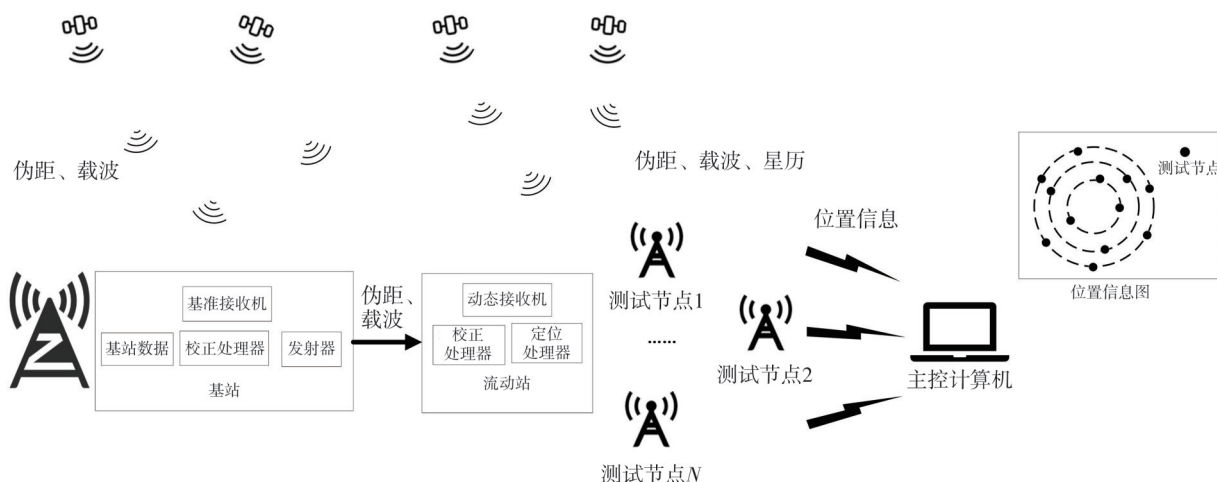 伪距、载波
伪距、载波、星历
测试节点
位置信息
测试节点1
位置信息图
基准接收机
伪距、
载波
动态接收机
基站数据
校正处理器
发射器
校正
处理器
定位
处理器
......
测试节点2
主控计算机
基站
流动站
测试节点N